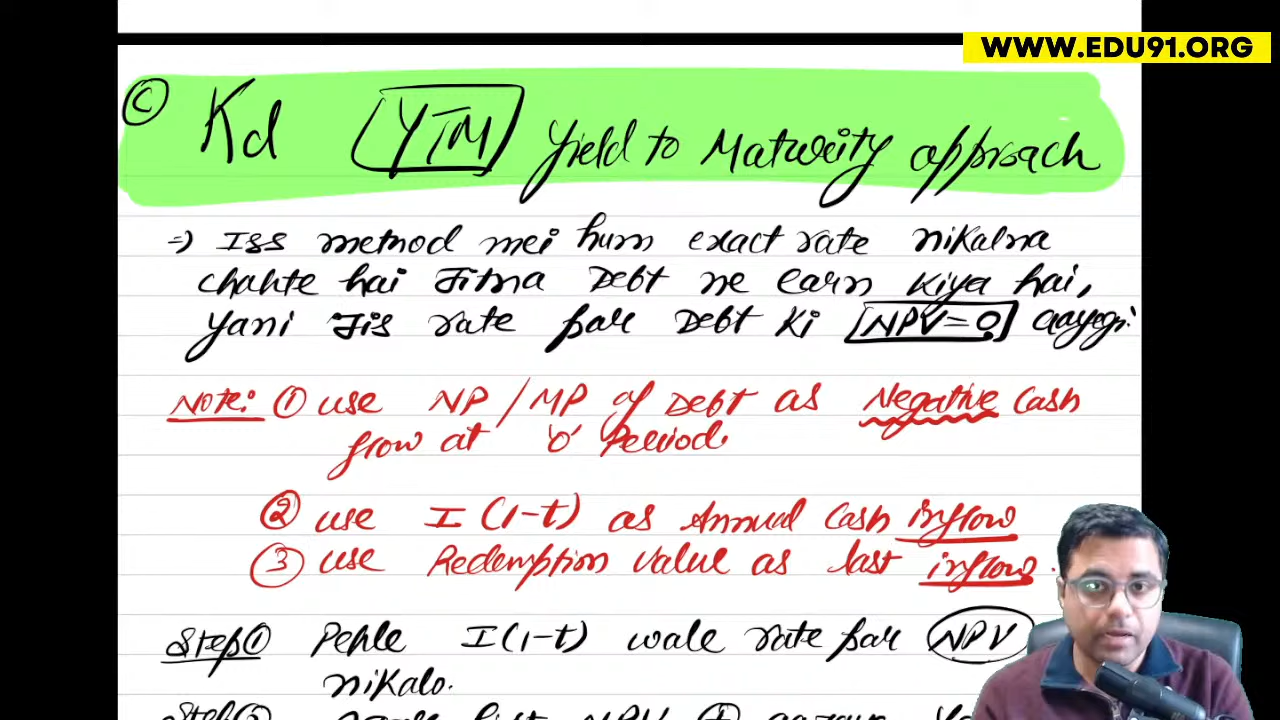 WWW.EDU91.ORG
© Kd [YTM] Yield to Maturity approach
=) Iss method mei hum exact rate nikalna
chahte hai Jitna Debt ne earn kiya hai,
yani Jis rate par Debt ki [NPV=0] aayegi.
Note: ① use NP/MP of Debt as Negative Cash
flow at '0' Period.
② use I (1-t) as Annual Cash inflow
③ use Redemption value as last inflow.
Step① Pehle I(1-t) wale rate par NPV
nikalo.